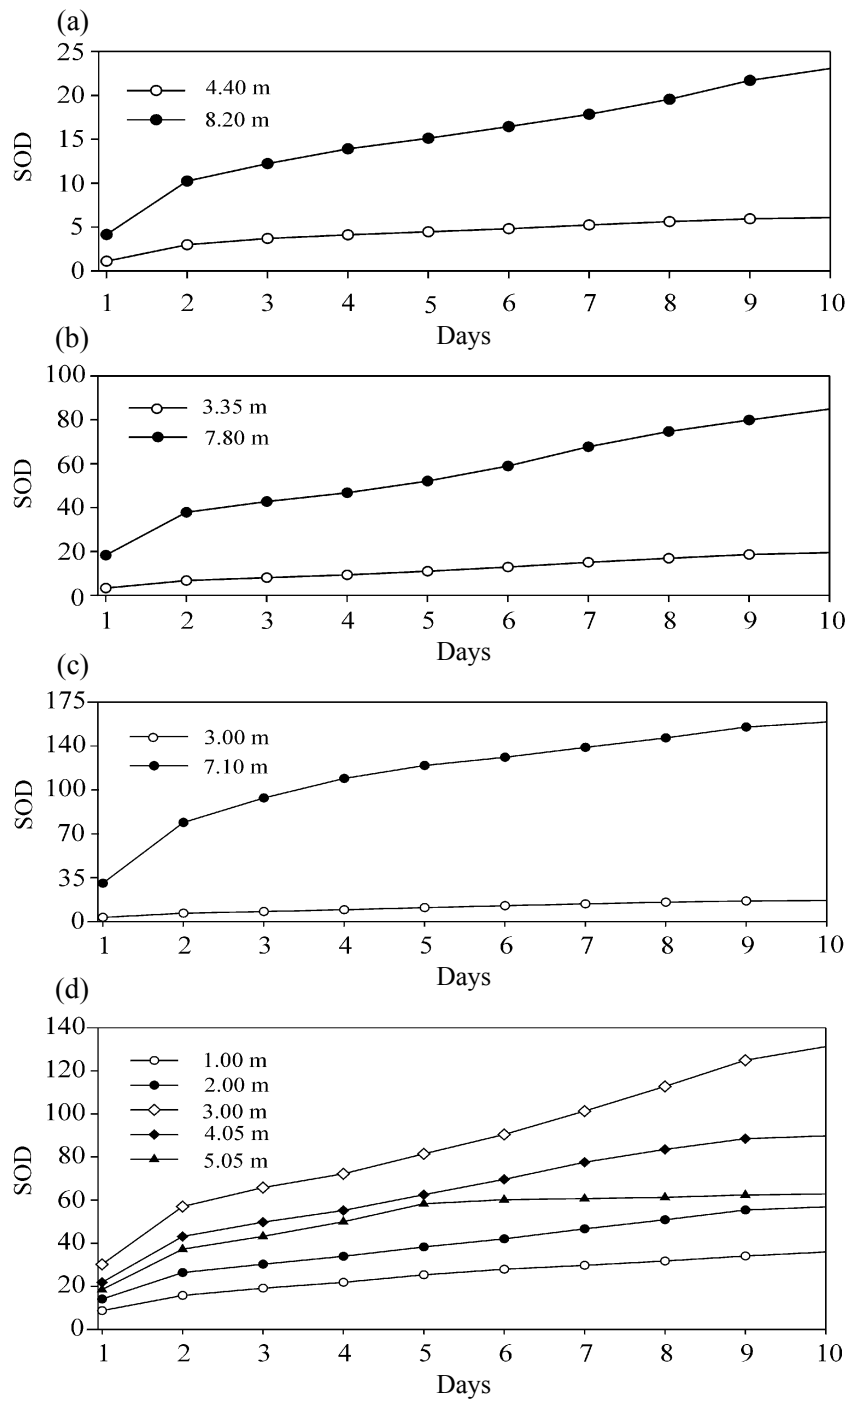 (a)
25
20
15
10
5
0
SOD
4.40 m
8.20 m
1 2 3 4 5 6 7 8 9 10
Days
(b)
100
80
60
40
20
0
SOD
3.35 m
7.80 m
1 2 3 4 5 6 7 8 9 10
Days
(c)
175
140
100
70
35
0
SOD
3.00 m
7.10 m
1 2 3 4 5 6 7 8 9 10
Days
(d)
140
120
100
80
60
40
20
0
SOD
1.00 m
2.00 m
3.00 m
4.05 m
5.05 m
1 2 3 4 5 6 7 8 9 10
Days